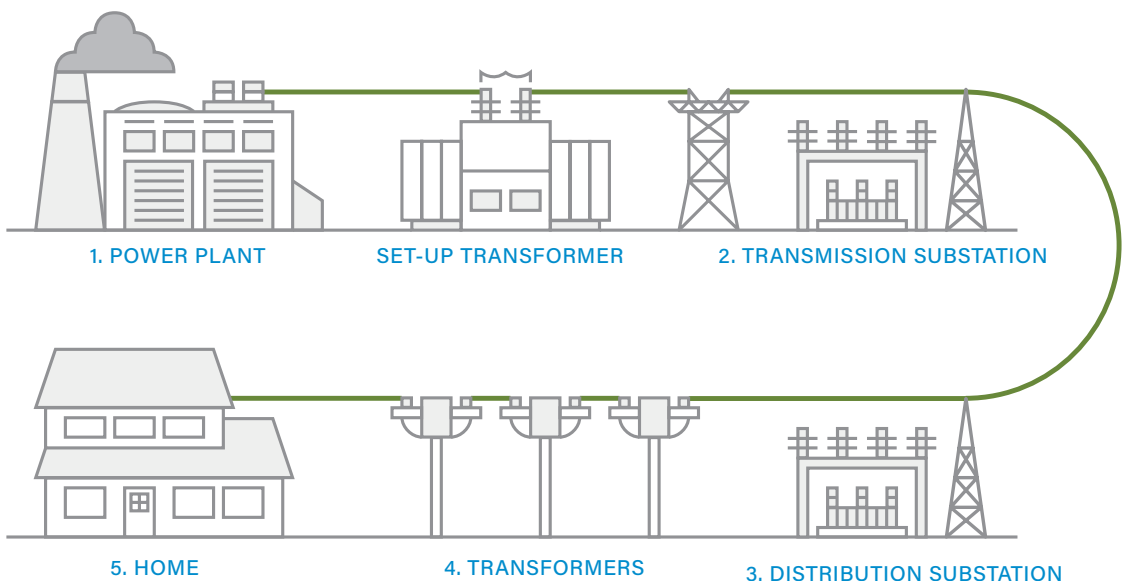 1. POWER PLANT
SET-UP TRANSFORMER
2. TRANSMISSION SUBSTATION
5. HOME
4. TRANSFORMERS
3. DISTRIBUTION SUBSTATION